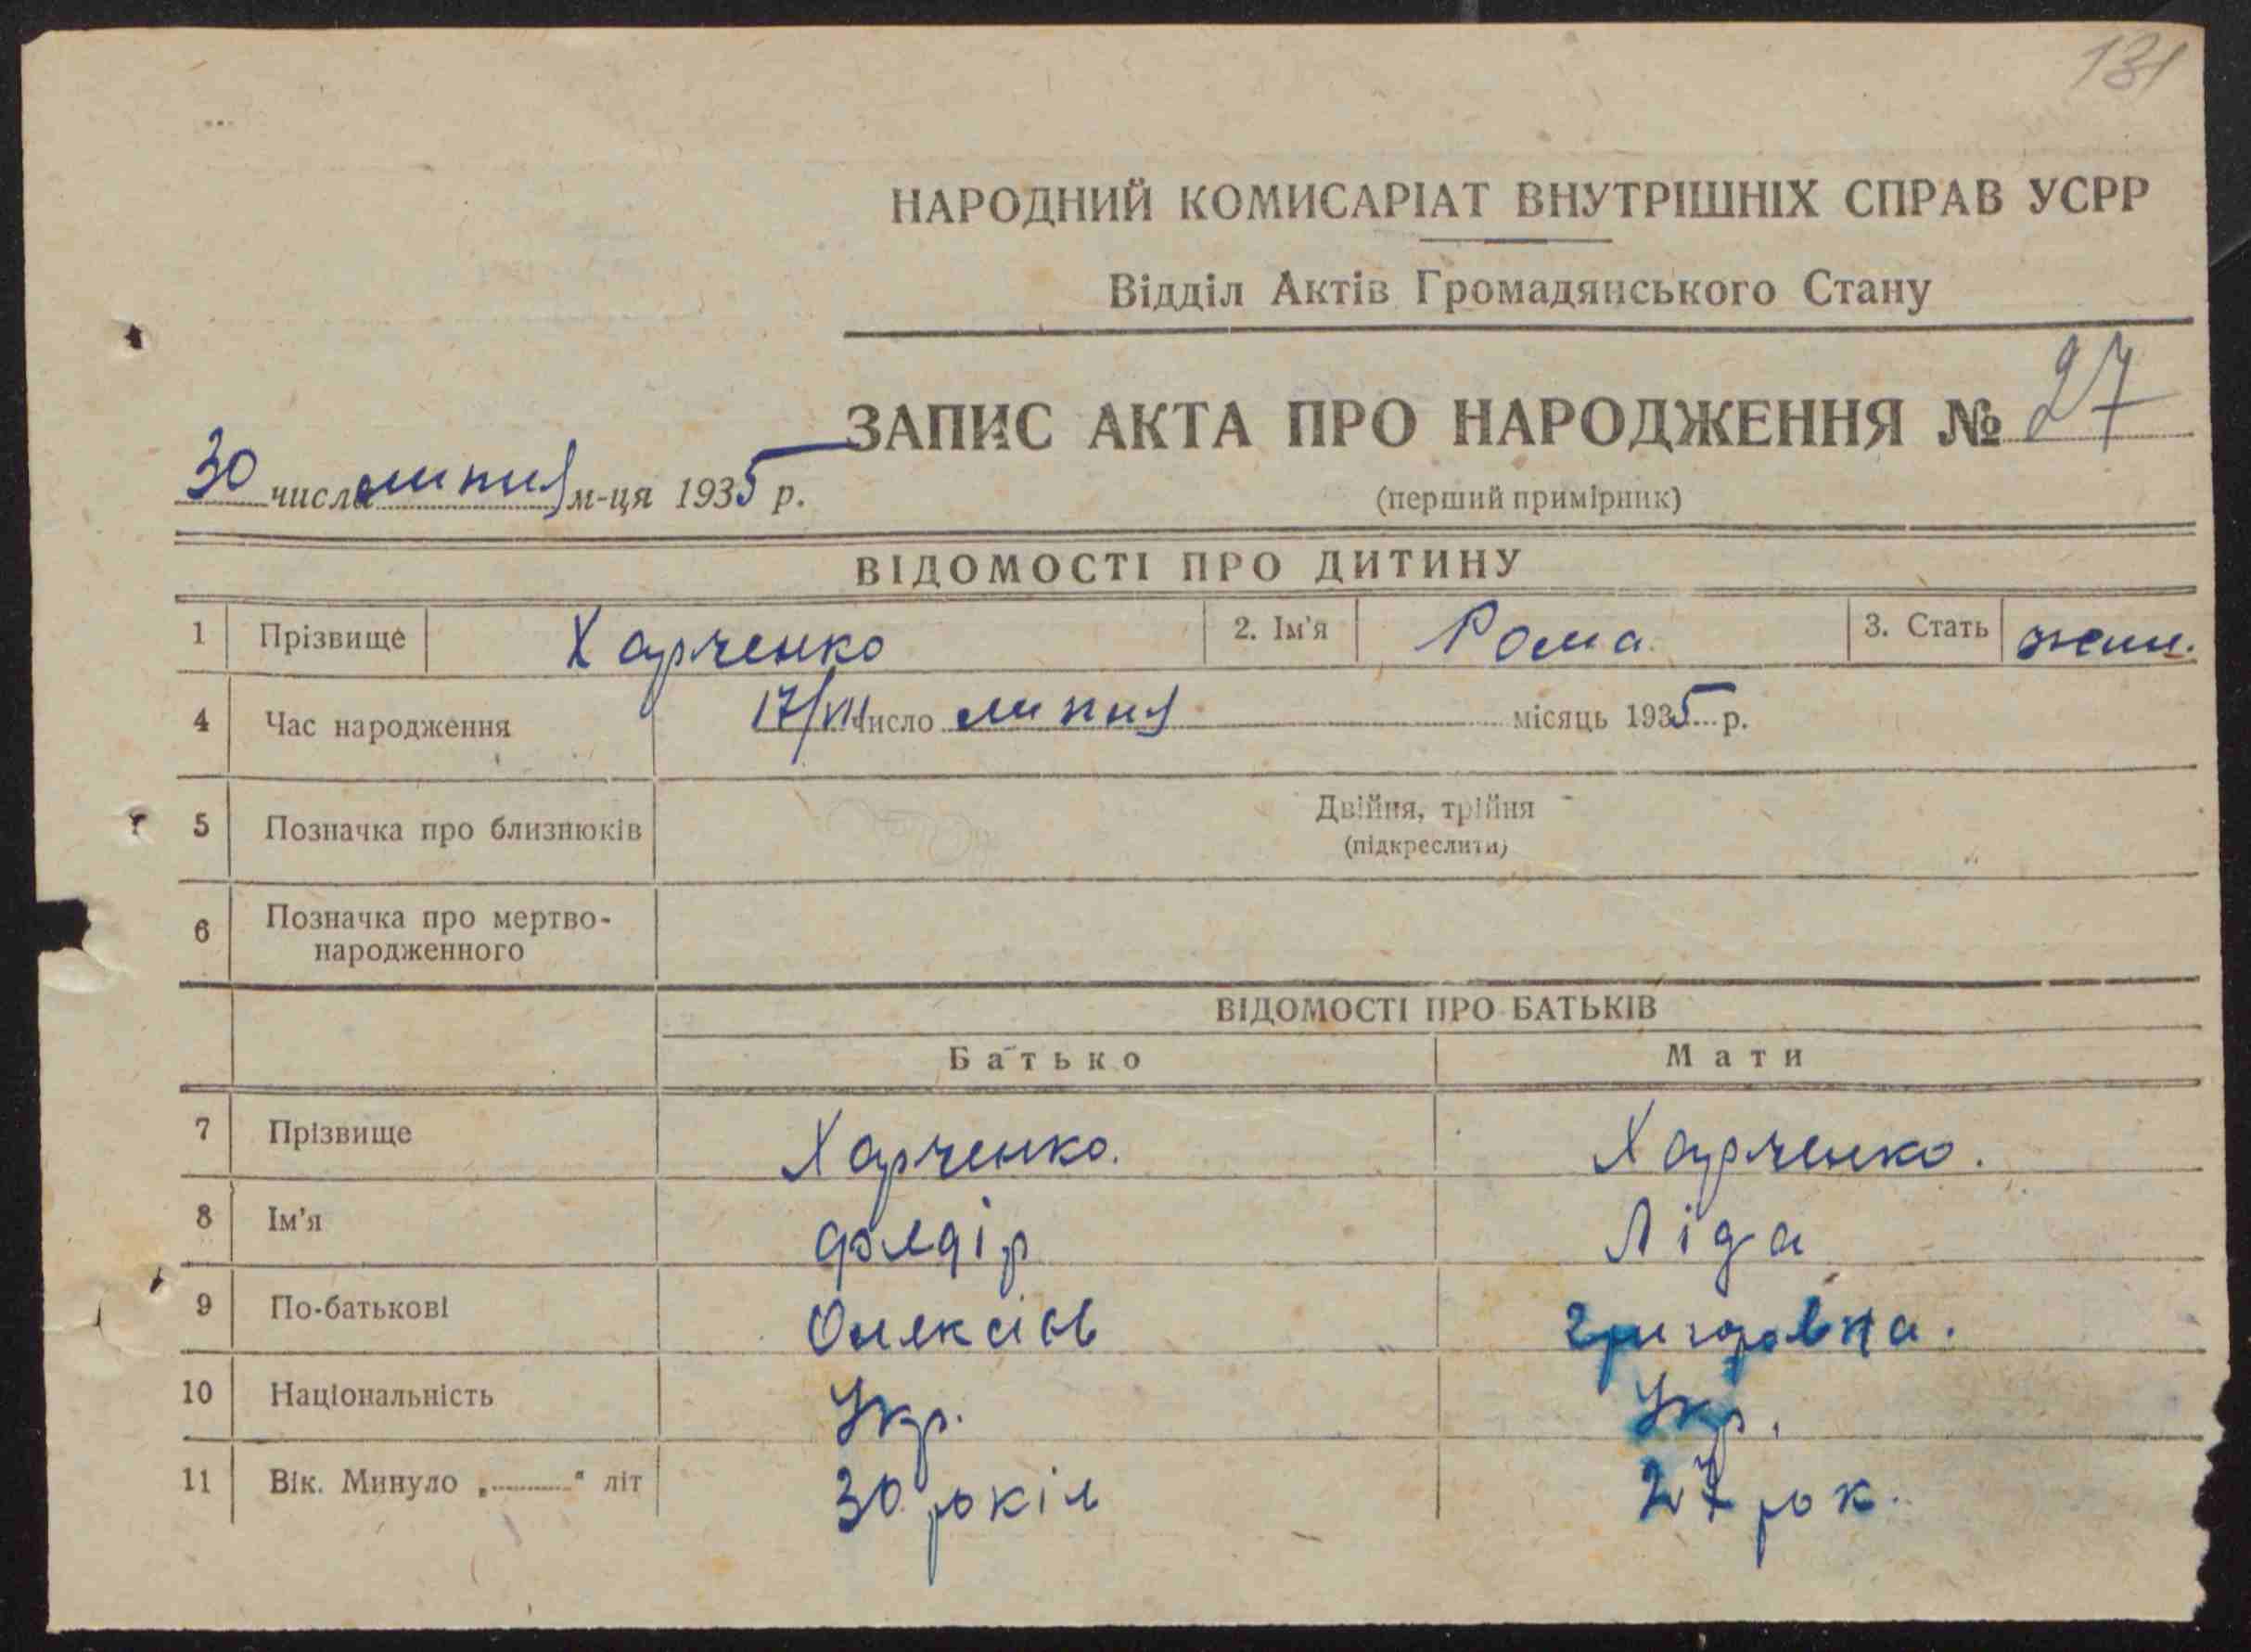 131
НАРОДНИЙ КОМИСАРІАТ ВНУТРІШНІХ СПРАВ УСРР
Відділ Актів Громадянського Стану
ЗАПИС АКТА ПРО НАРОДЖЕННЯ № 27
30 числа липня м-ця 1935 р.
(перший примірник)
ВІДОМОСТІ ПРО ДИТИНУ
1 Прізвище Харченко 2. Ім'я Рома 3. Стать жін.
4 Час народження 17/VII число липня місяць 1935 р.
5 Позначка про близнюків Двійня, трійня
(підкреслити)
6 Позначка про мертво-
народженного
ВІДОМОСТІ ПРО БАТЬКІВ
Батько Мати
7 Прізвище Харченко. Харченко.
8 Ім'я Ліда
9 По-батькові Григоровна.
10 Національність Укр. Укр.
11 Вік. Минуло „ " літ 30 років 27 рок.